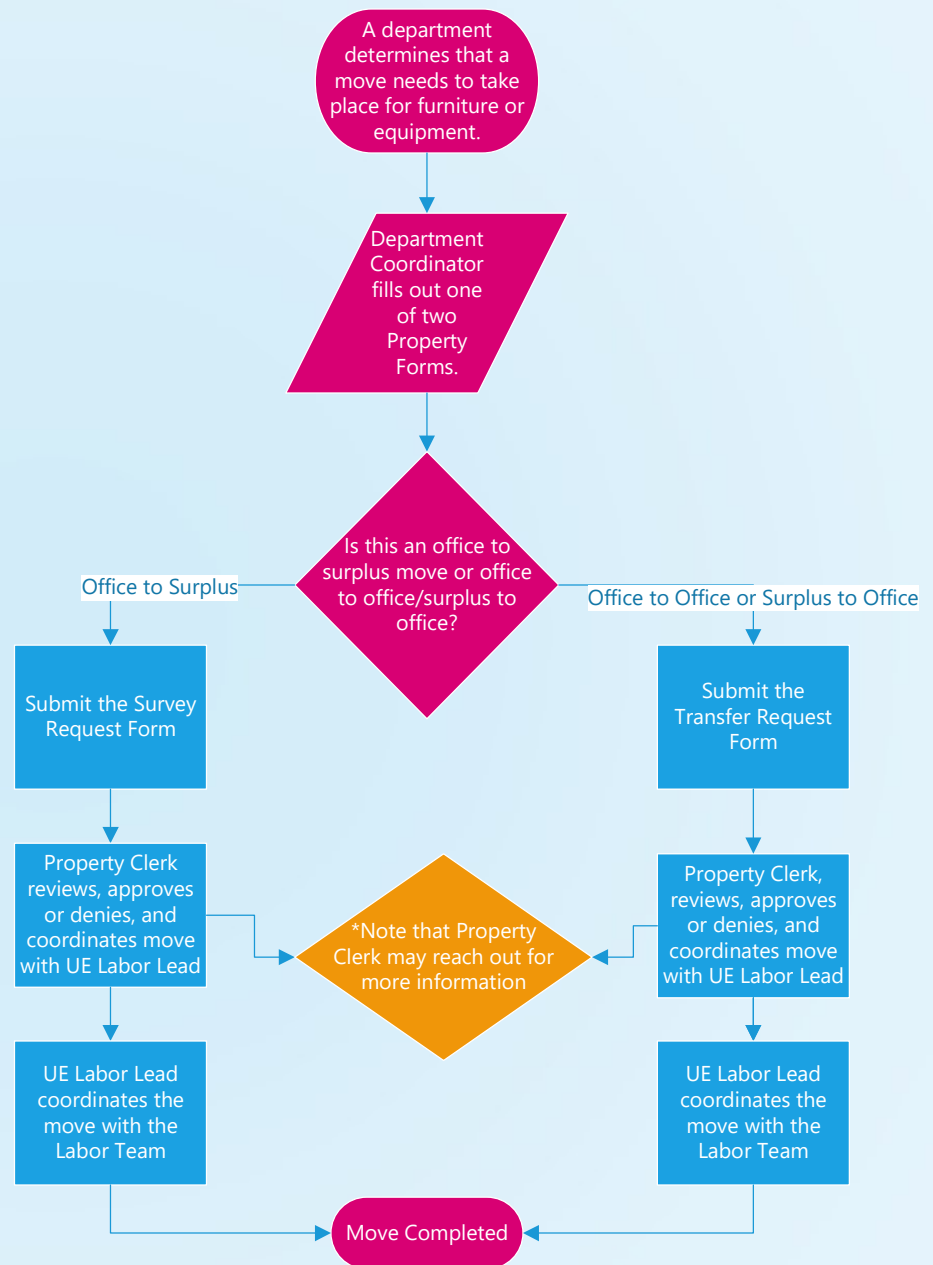 A department
determines that a
move needs to take
place for furniture or
equipment.
Department
Coordinator
fills out one
of two
Property
Forms.
Is this an office to
surplus move or office
to office/surplus to
office?
Office to Surplus
Office to Office or Surplus to Office
Submit the Survey
Request Form
Submit the
Transfer Request
Form
Property Clerk
reviews, approves
or denies, and
coordinates move
with UE Labor Lead
*Note that Property
Clerk may reach out for
more information
Property Clerk,
reviews, approves
or denies, and
coordinates move
with UE Labor Lead
UE Labor Lead
coordinates the
move with the
Labor Team
UE Labor Lead
coordinates the
move with the
Labor Team
Move Completed